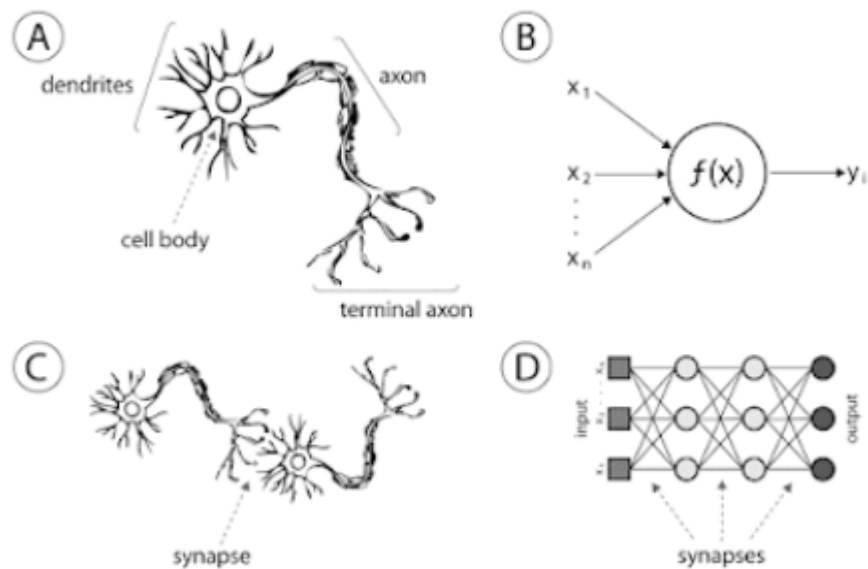 A
dendrites
axon
cell body
terminal axon
B
x1
x2
xn
f(x)
yi
C
synapse
D
input
output
synapses